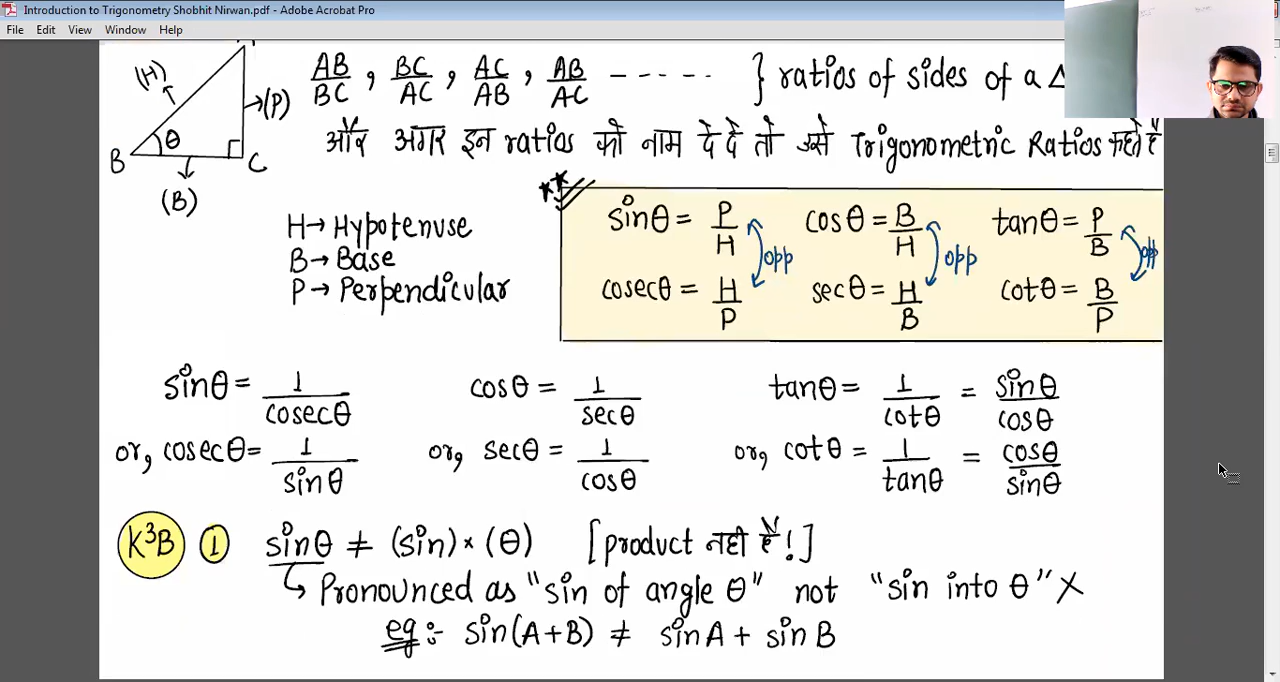 Introduction to Trigonometry Shobhit Nirwan.pdf - Adobe Acrobat Pro
File Edit View Window Help
(H) →(P) θ B C (B)
AB/BC , BC/AC , AC/AB , AB/AC ------ } ratios of sides of a Δ
और अगर इन ratios को नाम दे दे तो उसे Trigonometric Ratios कहते है
H→ Hypotenuse
B→ Base
P→ Perpendicular
sinθ = P/H opp cosθ = B/H opp tanθ = P/B opp
cosecθ = H/P secθ = H/B cotθ = B/P
sinθ = 1/cosecθ cosθ = 1/secθ tanθ = 1/cotθ = sinθ/cosθ
or, cosecθ = 1/sinθ or, secθ = 1/cosθ or, cotθ = 1/tanθ = cosθ/sinθ
K³B 1 sinθ ≠ (sin) × (θ) [product नही है!]
↳ Pronounced as "sin of angle θ" not "sin into θ" X
eg:- sin(A+B) ≠ sinA + sinB